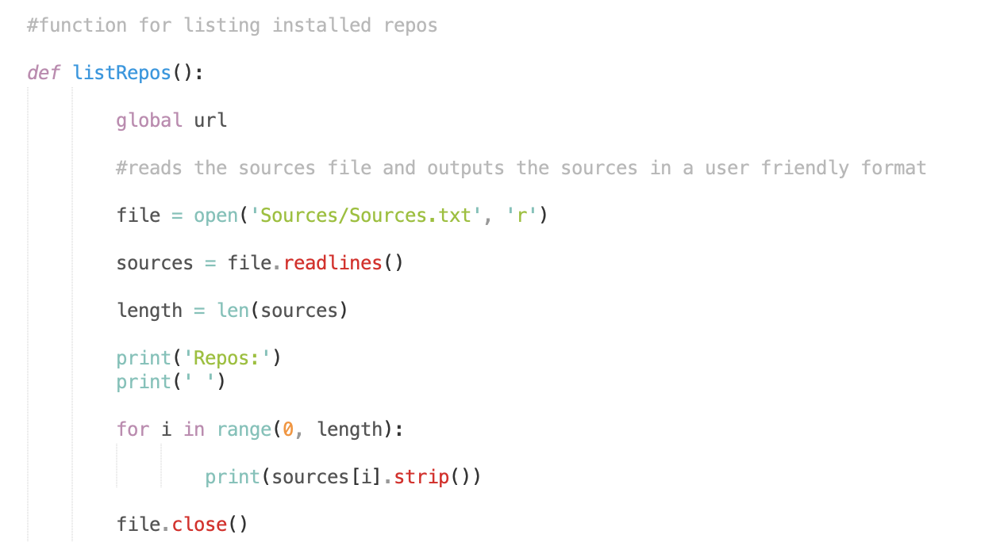 #function for listing installed repos
def listRepos():
global url
#reads the sources file and outputs the sources in a user friendly format
file = open('Sources/Sources.txt', 'r')
sources = file.readlines()
length = len(sources)
print('Repos:')
print(' ')
for i in range(0, length):
print(sources[i].strip())
file.close()